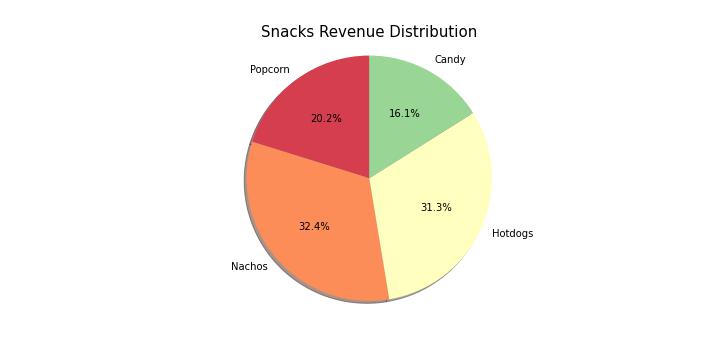 Snacks Revenue Distribution
Candy
Popcorn
16.1%
20.2%
31.3%
32.4%
Hotdogs
Nachos